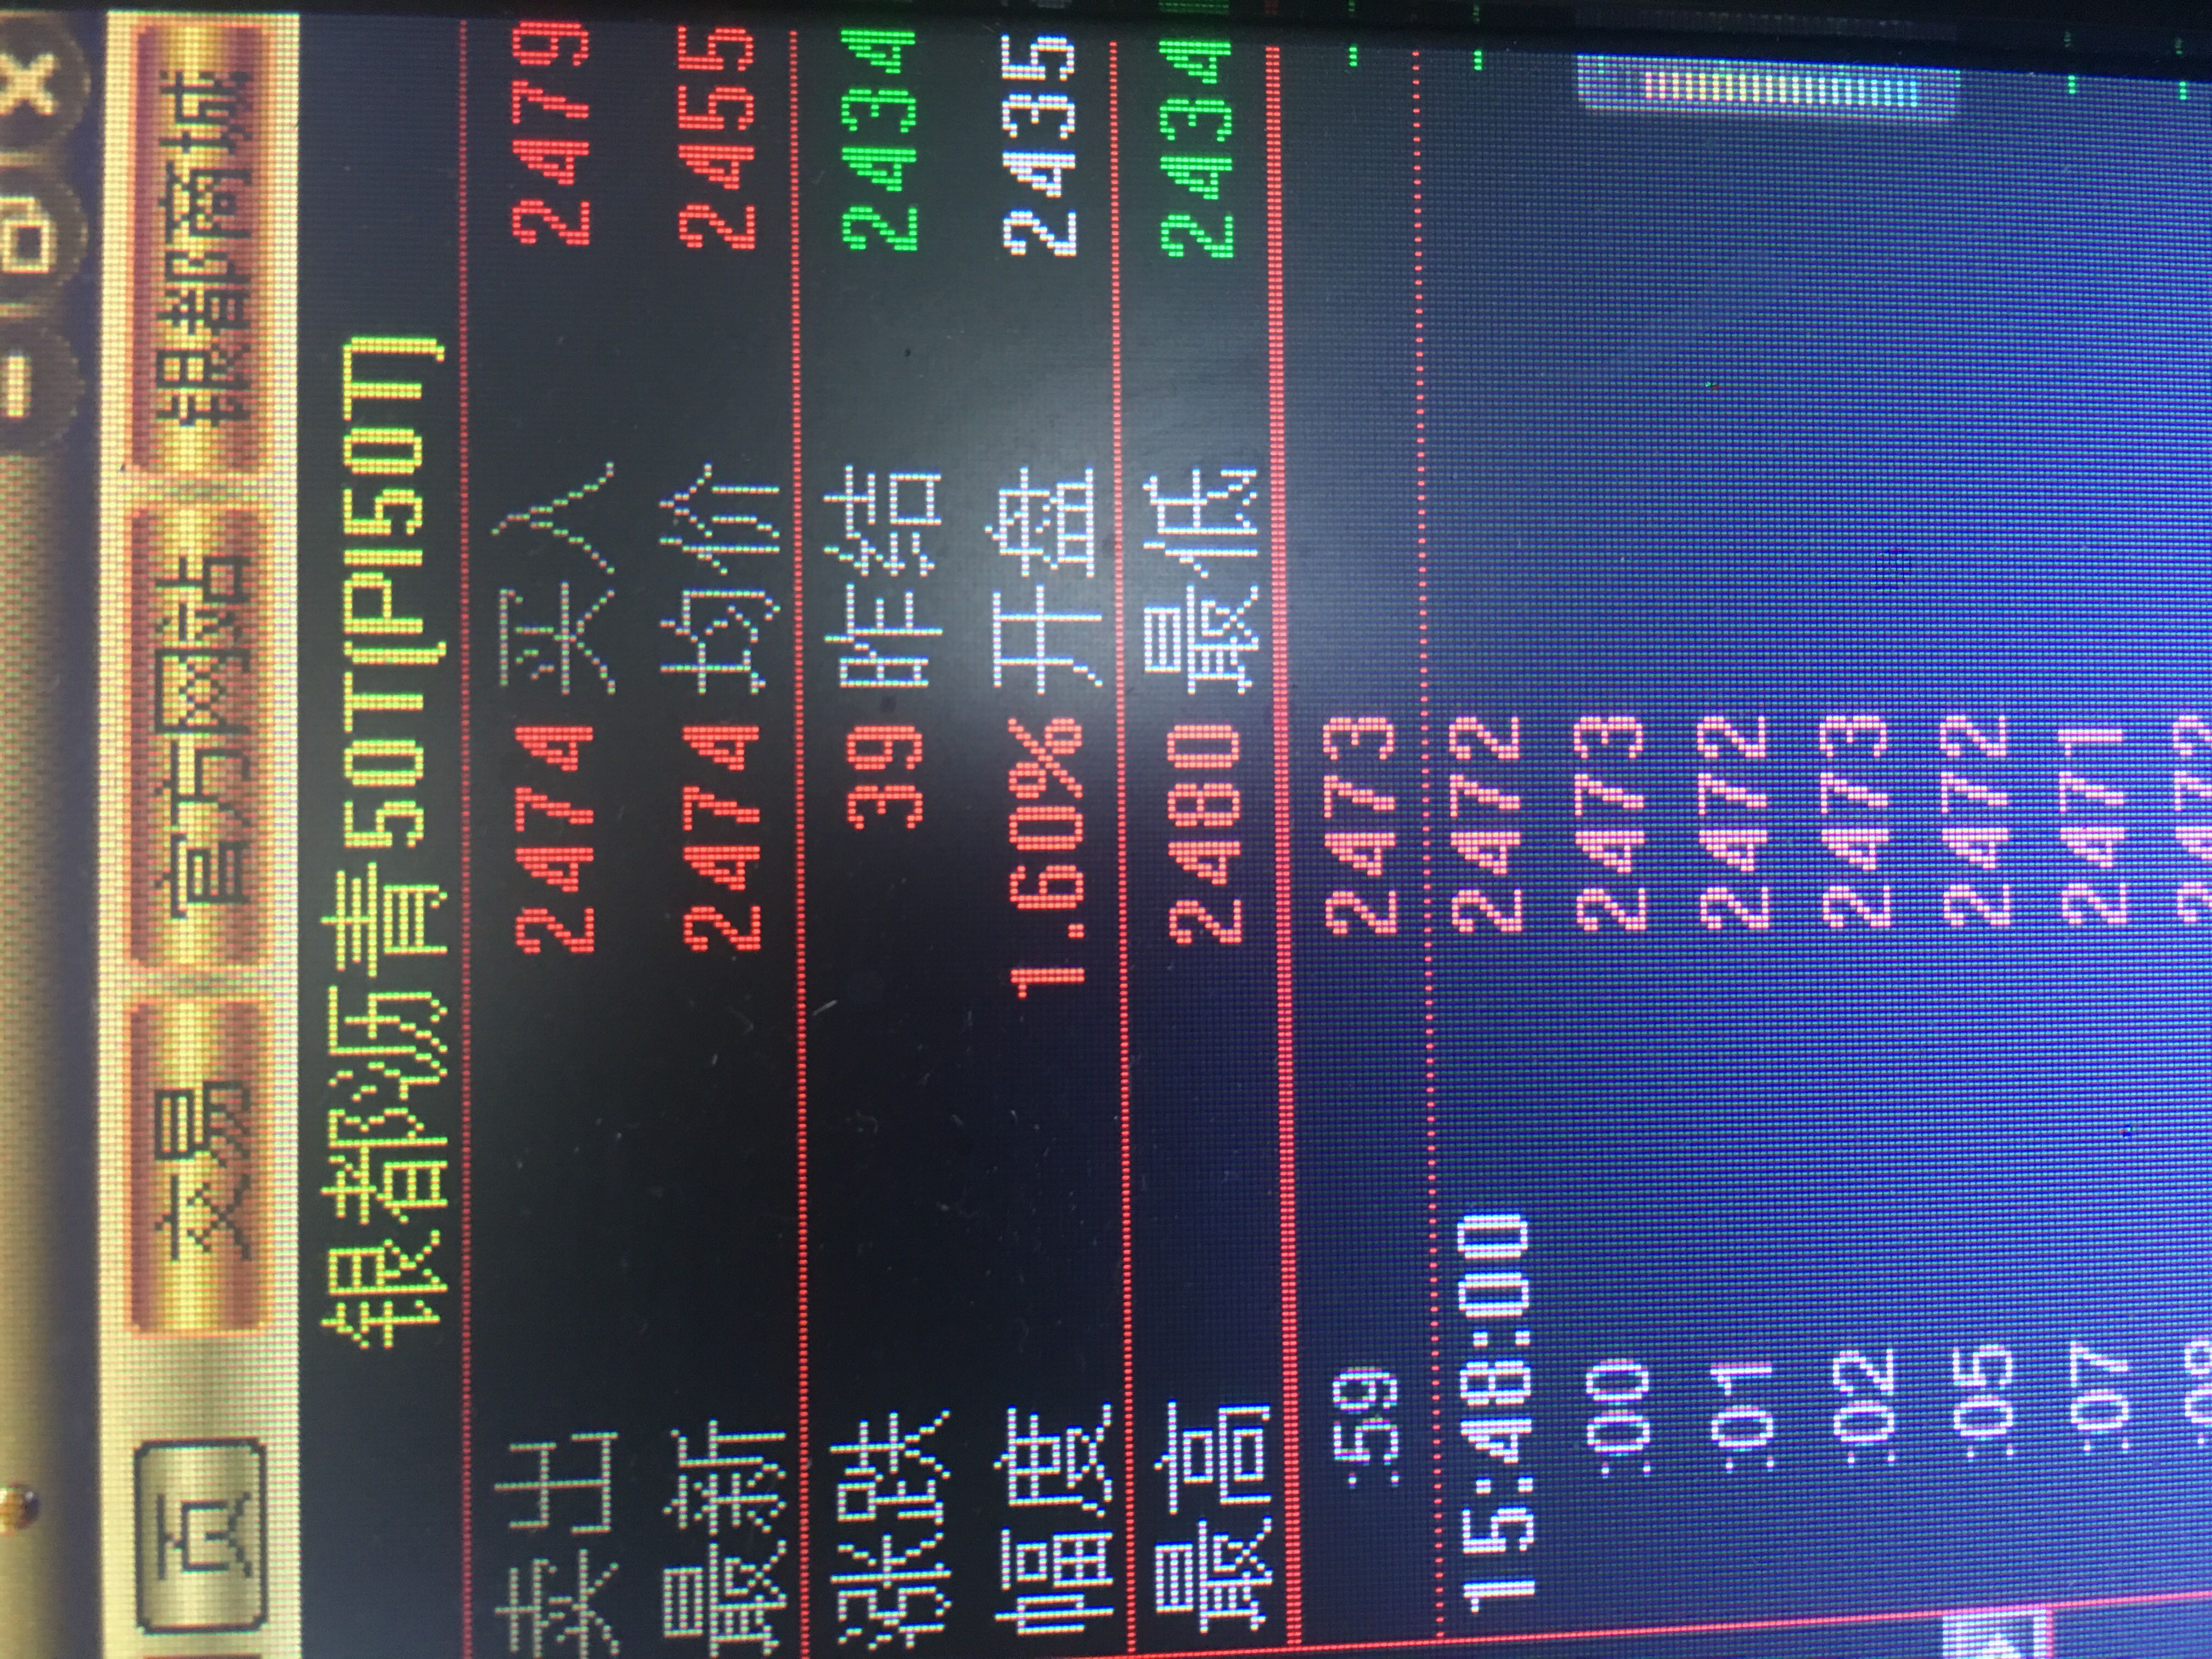 页 交易 官方网站 银都商城
银都沥青50T(PI50T)
卖出 2474 买入 2479
最新 2474 均价 2455
涨跌 39 昨结 2434
幅度 1.60% 开盘 2435
最高 2480 最低 2434
:59 2473
15:48:00 2472
:00 2473
:01 2472
:02 2473
:05 2472
:07 2471
:08 2472